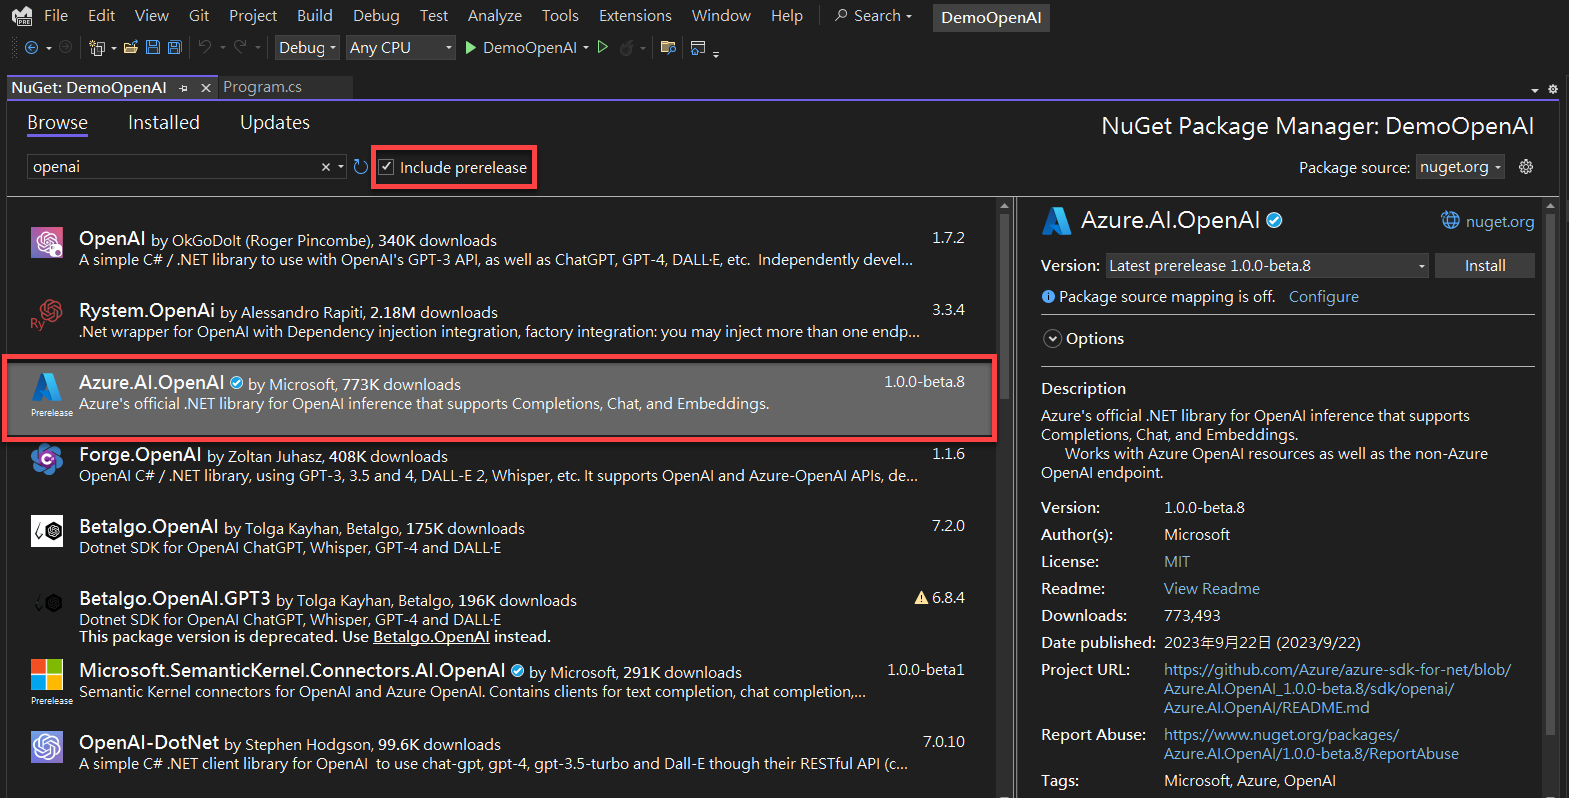 File Edit View Git Project Build Debug Test Analyze Tools Extensions Window Help Search DemoOpenAI
PRE
Debug Any CPU DemoOpenAI
NuGet: DemoOpenAI Program.cs
Browse Installed Updates
NuGet Package Manager: DemoOpenAI
openai
Include prerelease
Package source: nuget.org
OpenAI by OkGoDoIt (Roger Pincombe), 340K downloads 1.7.2
A simple C# / .NET library to use with OpenAI's GPT-3 API, as well as ChatGPT, GPT-4, DALL·E, etc. Independently devel...
Ry
Rystem.OpenAi by Alessandro Rapiti, 2.18M downloads 3.3.4
.Net wrapper for OpenAI with Dependency injection integration, factory integration: you may inject more than one endp...
Azure.AI.OpenAI by Microsoft, 773K downloads 1.0.0-beta.8
Azure's official .NET library for OpenAI inference that supports Completions, Chat, and Embeddings.
Prerelease
Forge.OpenAI by Zoltan Juhasz, 408K downloads 1.1.6
OpenAI C# / .NET library, using GPT-3, 3.5 and 4, DALL-E 2, Whisper, etc. It supports OpenAI and Azure-OpenAI APIs, de...
Betalgo.OpenAI by Tolga Kayhan, Betalgo, 175K downloads 7.2.0
Dotnet SDK for OpenAI ChatGPT, Whisper, GPT-4 and DALL·E
Betalgo.OpenAI.GPT3 by Tolga Kayhan, Betalgo, 196K downloads 6.8.4
Dotnet SDK for OpenAI ChatGPT, Whisper, GPT-4 and DALL·E
This package version is deprecated. Use Betalgo.OpenAI instead.
Microsoft.SemanticKernel.Connectors.AI.OpenAI by Microsoft, 291K downloads 1.0.0-beta1
Semantic Kernel connectors for OpenAI and Azure OpenAI. Contains clients for text completion, chat completion,...
Prerelease
OpenAI-DotNet by Stephen Hodgson, 99.6K downloads 7.0.10
A simple C# .NET client library for OpenAI to use chat-gpt, gpt-4, gpt-3.5-turbo and Dall-E though their RESTful API (c...
Azure.AI.OpenAI nuget.org
Version: Latest prerelease 1.0.0-beta.8 Install
Package source mapping is off. Configure
Options
Description
Azure's official .NET library for OpenAI inference that supports
Completions, Chat, and Embeddings.
Works with Azure OpenAI resources as well as the non-Azure
OpenAI endpoint.
Version: 1.0.0-beta.8
Author(s): Microsoft
License: MIT
Readme: View Readme
Downloads: 773,493
Date published: 2023年9月22日 (2023/9/22)
Project URL: https://github.com/Azure/azure-sdk-for-net/blob/
Azure.AI.OpenAI_1.0.0-beta.8/sdk/openai/
Azure.AI.OpenAI/README.md
Report Abuse: https://www.nuget.org/packages/
Azure.AI.OpenAI/1.0.0-beta.8/ReportAbuse
Tags: Microsoft, Azure, OpenAI